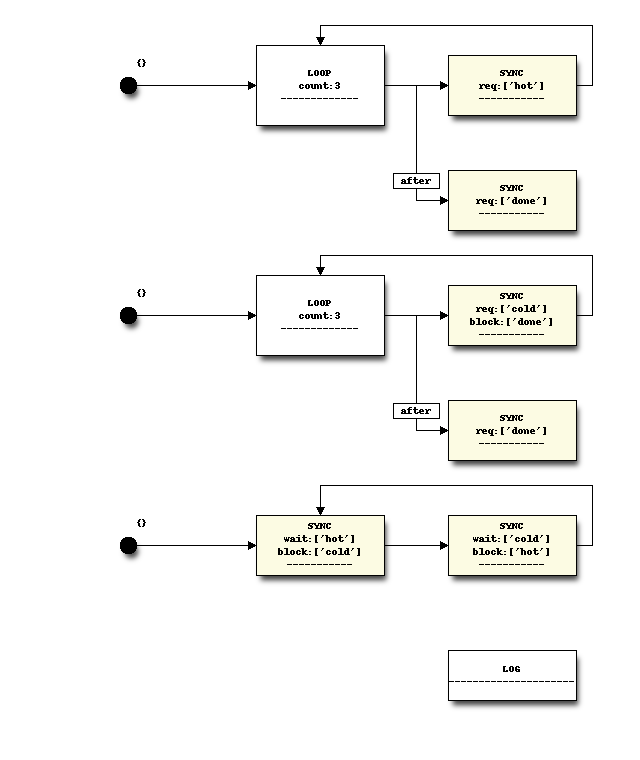 {}
LOOP
count:3
-------------
SYNC
req:['hot']
-----------
after
SYNC
req:['done']
-----------
{}
LOOP
count:3
-------------
SYNC
req:['cold']
block:['done']
-----------
after
SYNC
req:['done']
-----------
{}
SYNC
wait:['hot']
block:['cold']
-----------
SYNC
wait:['cold']
block:['hot']
-----------
LOG
---------------------